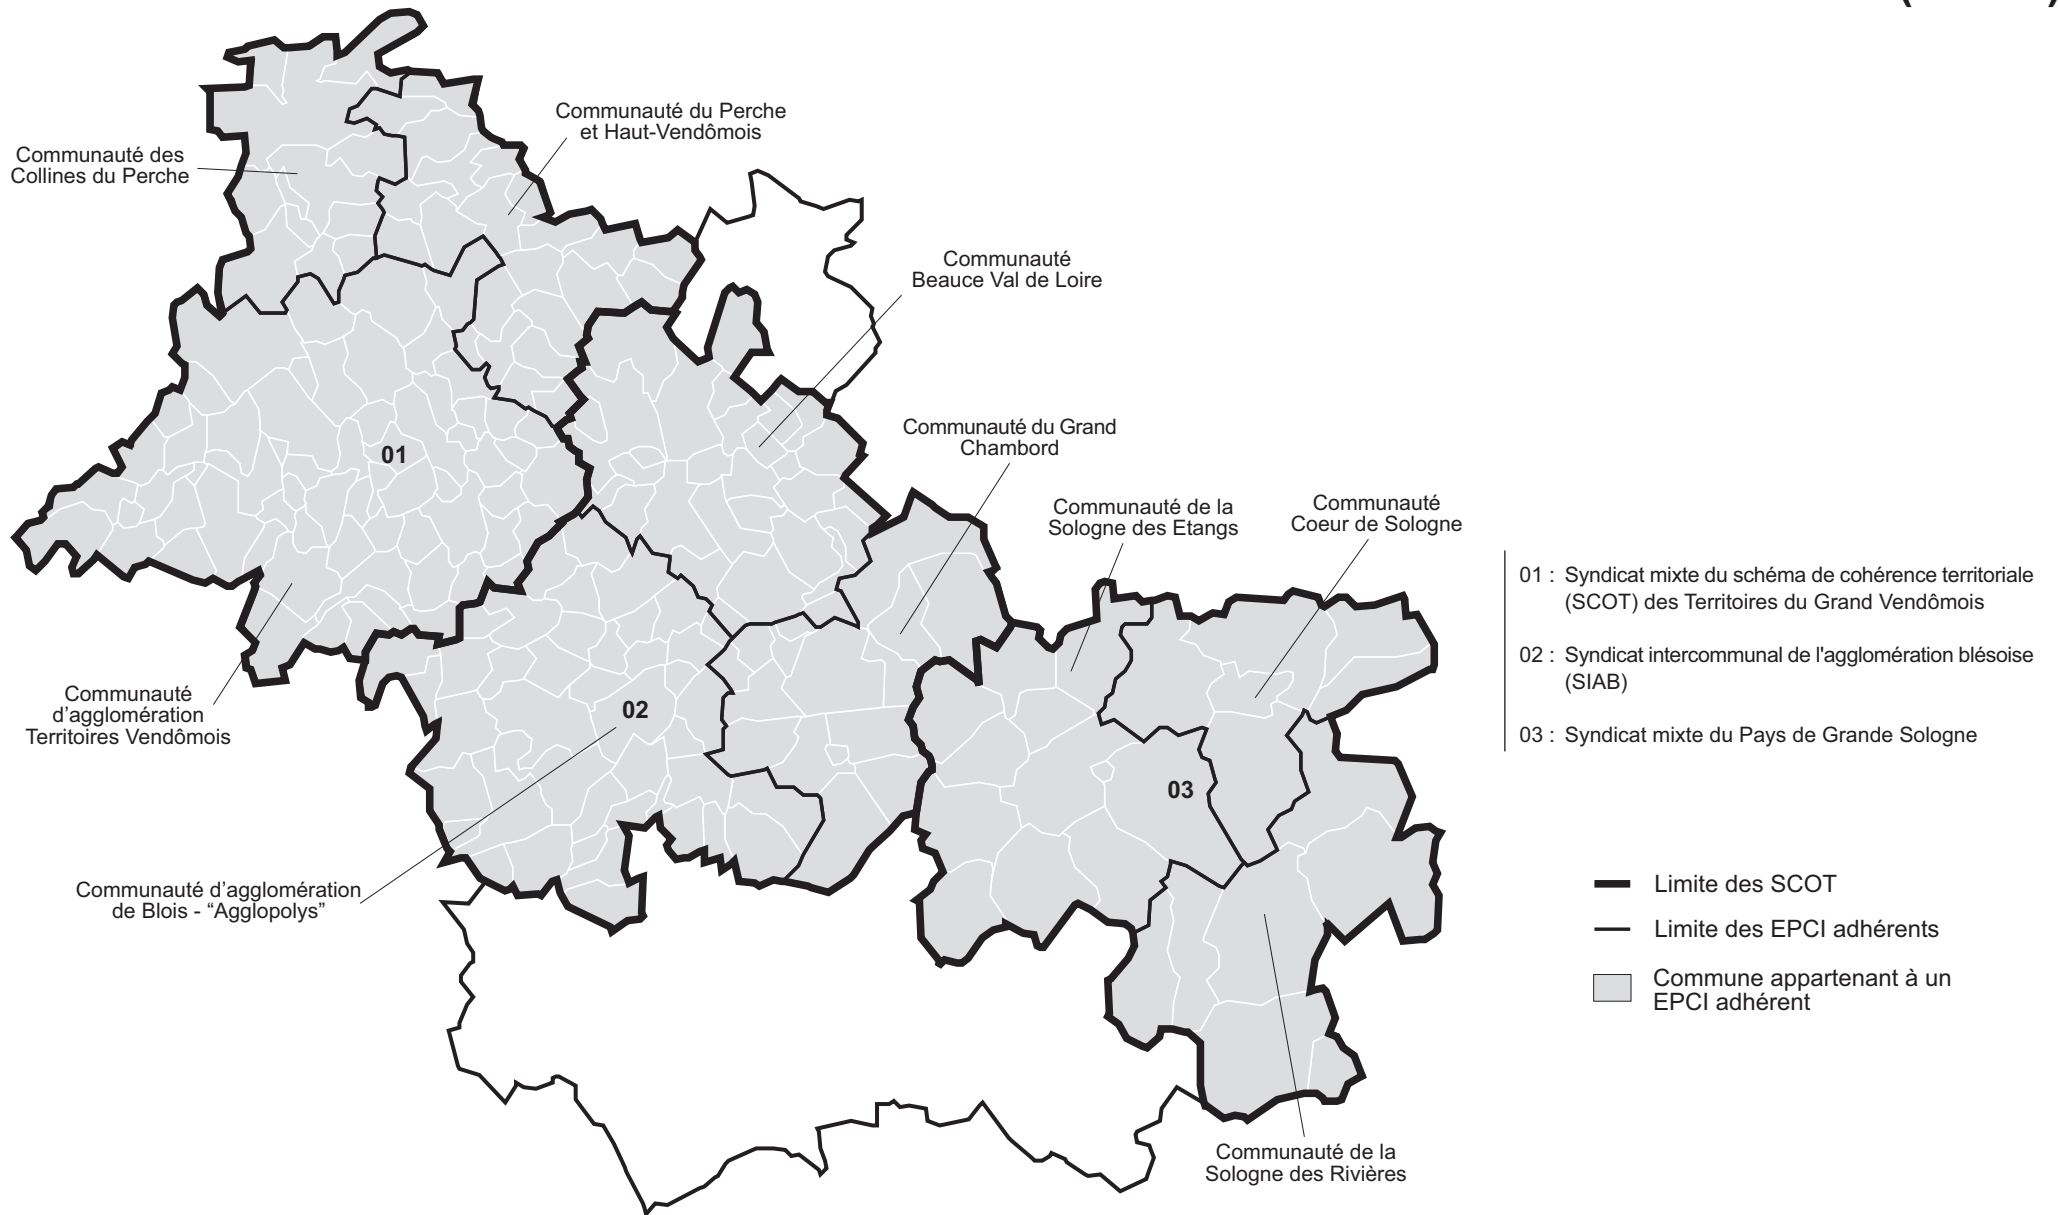 Communauté du Perche
et Haut-Vendômois
Communauté des
Collines du Perche
Communauté
Beauce Val de Loire
Communauté du Grand
Chambord
Communauté de la
Sologne des Etangs
Communauté
Coeur de Sologne
01
02
03
Communauté
d’agglomération
Territoires Vendômois
Communauté d’agglomération
de Blois - “Agglopolys”
Communauté de la
Sologne des Rivières
01 : Syndicat mixte du schéma de cohérence territoriale
(SCOT) des Territoires du Grand Vendômois
02 : Syndicat intercommunal de l'agglomération blésoise
(SIAB)
03 : Syndicat mixte du Pays de Grande Sologne
Limite des SCOT
Limite des EPCI adhérents
Commune appartenant à un
EPCI adhérent